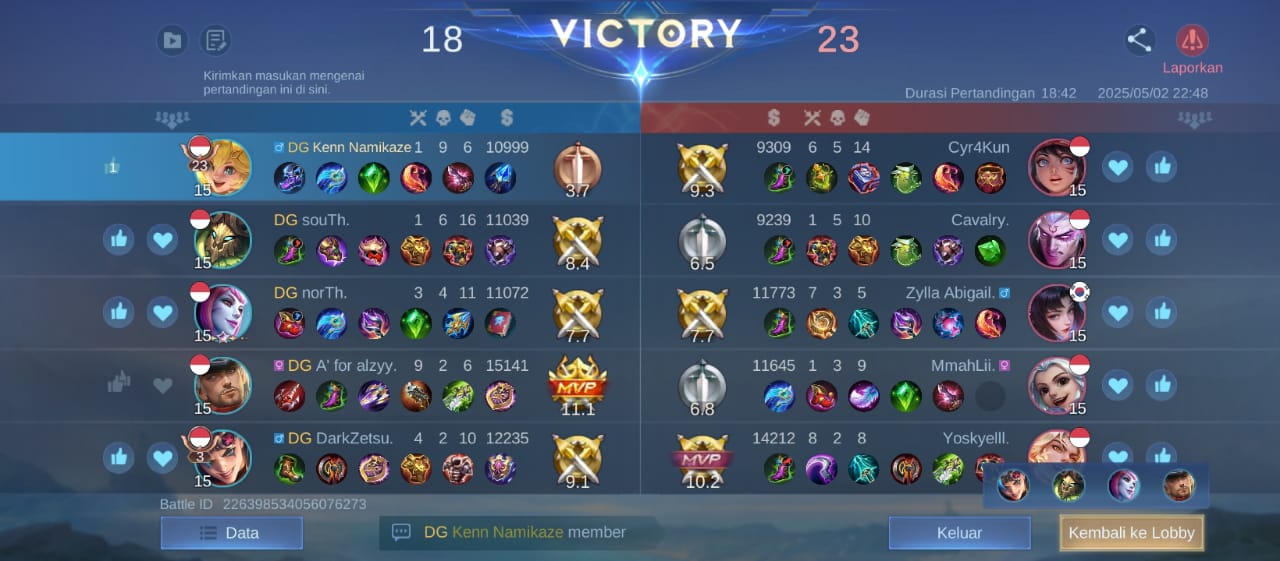 18 VICTORY 23
Laporkan
Kirimkan masukan mengenai
pertandingan ini di sini.
Durasi Pertandingan 18:42 2025/05/02 22:48
1 23 15 DG Kenn Namikaze 1 9 6 10999 3.7
9.3 9309 6 5 14 Cyr4Kun 15
15 DG souTh. 1 6 16 11039 8.4
6.5 9239 1 5 10 Cavalry. 15
15 DG norTh. 3 4 11 11072 7.7
7.7 11773 7 3 5 Zylla Abigail. 15
15 DG A' for alzyy. 9 2 6 15141 MVP 11.1
6.8 11645 1 3 9 MmahLii. 15
3 15 DG DarkZetsu. 4 2 10 12235 9.1
MVP 10.2 14212 8 2 8 Yoskyelll.
Battle ID 226398534056076273
Data
DG Kenn Namikaze member
Keluar
Kembali ke Lobby